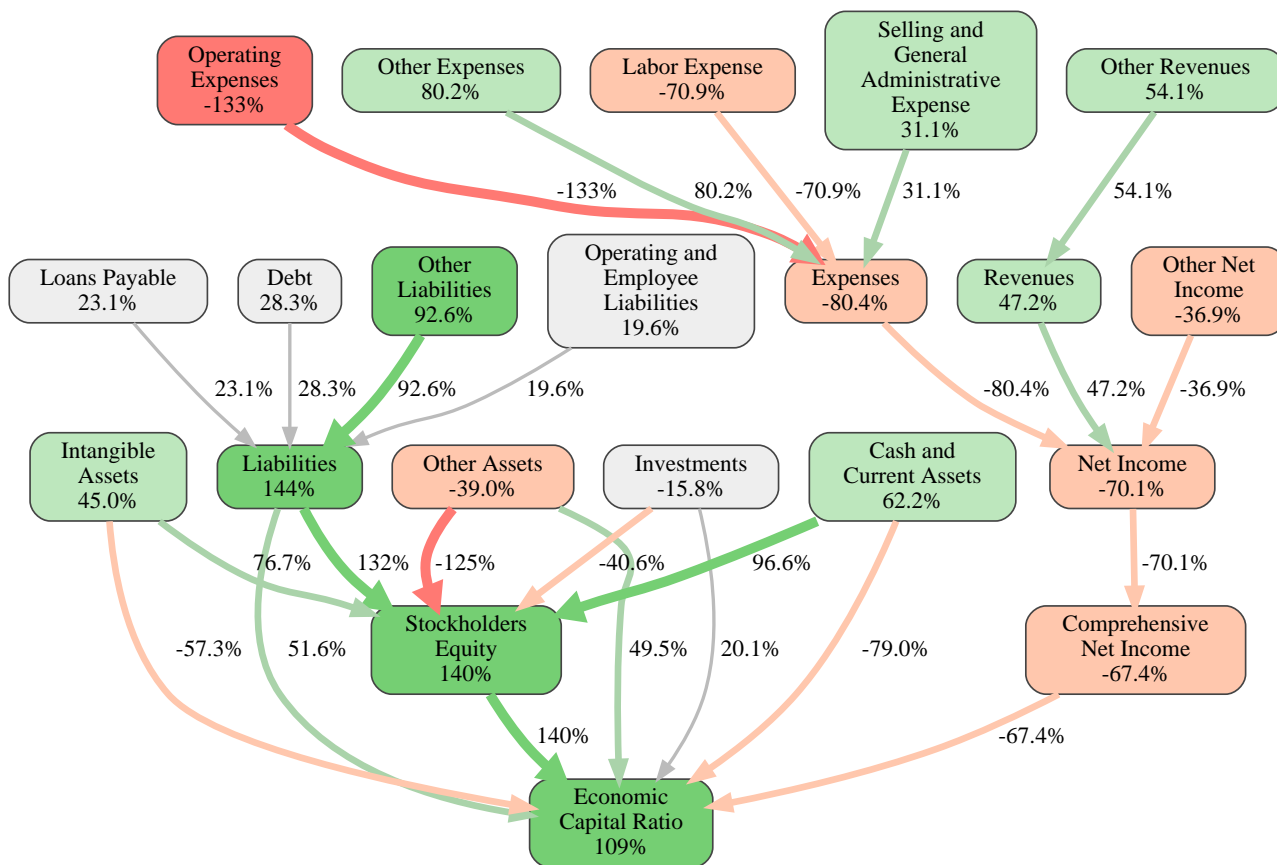 Operating
Expenses
-133%
Other Expenses
80.2%
Labor Expense
-70.9%
Selling and
General
Administrative
Expense
31.1%
Other Revenues
54.1%
-133%
80.2%
-70.9%
31.1%
54.1%
Loans Payable
23.1%
Debt
28.3%
Other
Liabilities
92.6%
Operating and
Employee
Liabilities
19.6%
Expenses
-80.4%
Revenues
47.2%
Other Net
Income
-36.9%
23.1%
28.3%
92.6%
19.6%
-80.4%
47.2%
-36.9%
Intangible
Assets
45.0%
Liabilities
144%
Other Assets
-39.0%
Investments
-15.8%
Cash and
Current Assets
62.2%
Net Income
-70.1%
76.7%
132%
-125%
-40.6%
96.6%
-70.1%
Stockholders
Equity
140%
Comprehensive
Net Income
-67.4%
-57.3%
51.6%
49.5%
20.1%
-79.0%
140%
-67.4%
Economic
Capital Ratio
109%